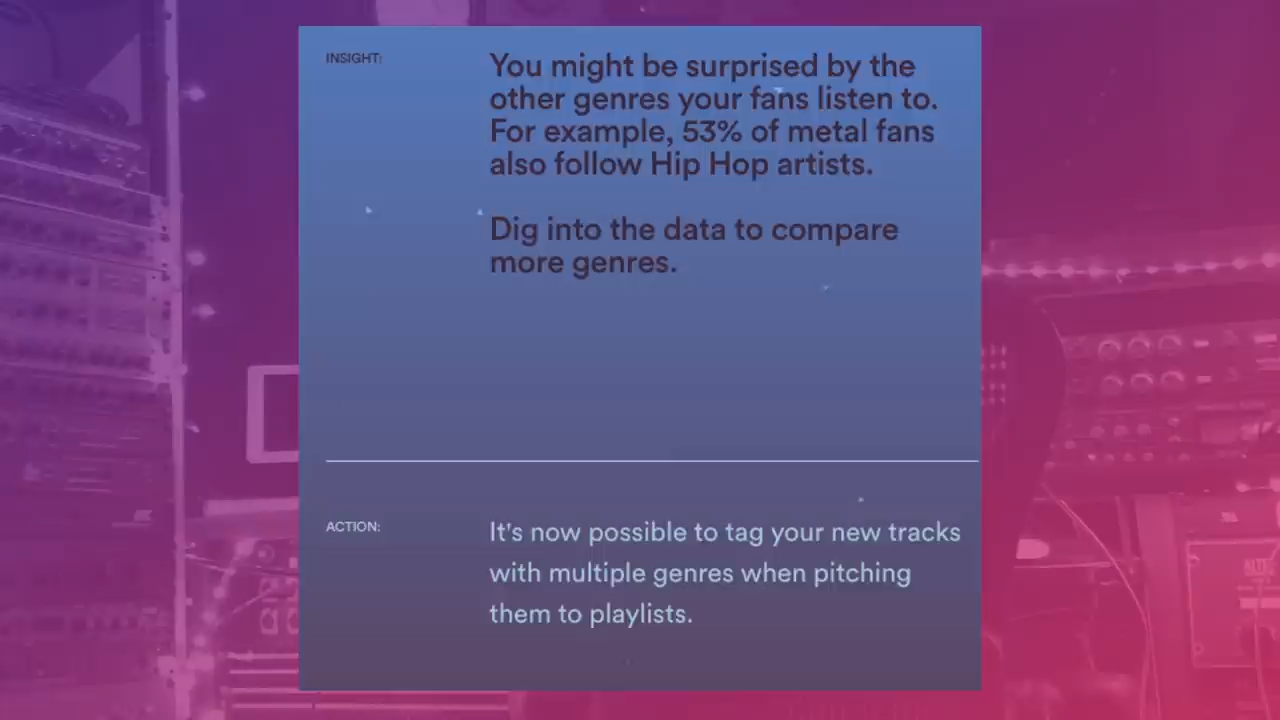 INSIGHT:
You might be surprised by the
other genres your fans listen to.
For example, 53% of metal fans
also follow Hip Hop artists.
Dig into the data to compare
more genres.
ACTION:
It's now possible to tag your new tracks
with multiple genres when pitching
them to playlists.